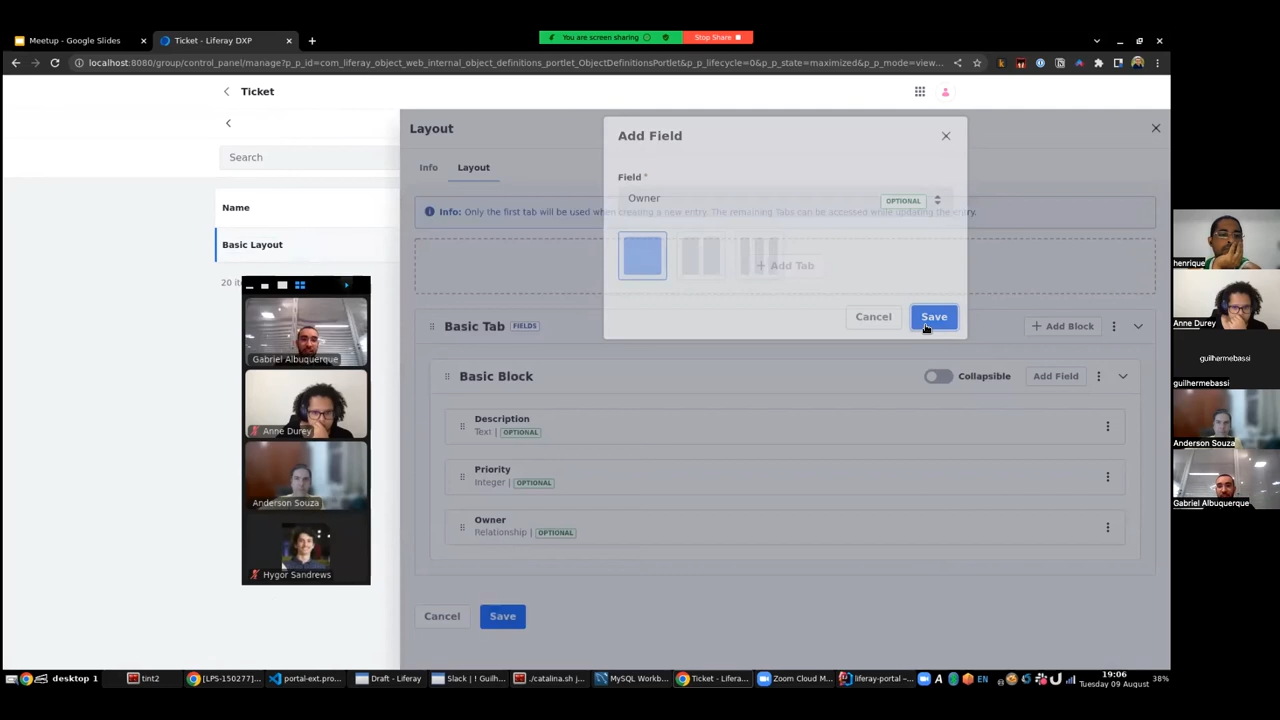 Meetup - Google Slides
Ticket - Liferay DXP
You are screen sharing
Stop Share
localhost:8080/group/control_panel/manage?p_p_id=com_liferay_object_web_internal_object_definitions_portlet_ObjectDefinitionsPortlet&p_p_lifecycle=0&p_p_state=maximized&p_p_mode=view...
Ticket
Search
Name
Basic Layout
20 ite
Layout
Info
Layout
Info: Only the first tab will be used when creating a new entry. The remaining Tabs can be accessed while updating the entry.
Add Tab
Add Field
Field *
Owner
OPTIONAL
Cancel
Save
Basic Tab FIELDS
Add Block
Basic Block
Collapsible
Add Field
Description
Text | OPTIONAL
Priority
Integer | OPTIONAL
Owner
Relationship | OPTIONAL
Cancel
Save
Gabriel Albuquerque
Anne Durey
Anderson Souza
Hygor Sandrews
henrique
Anne Durey
guilhermebassi
guilhermebassi
Anderson Souza
Gabriel Albuquerque
desktop 1
tint2
[LPS-150277]...
portal-ext.pro...
Draft - Liferay
Slack | ! Guilh...
./catalina.sh j...
MySQL Workb...
Ticket - Lifera...
Zoom Cloud M...
liferay-portal –...
EN
19:06
Tuesday 09 August
38%